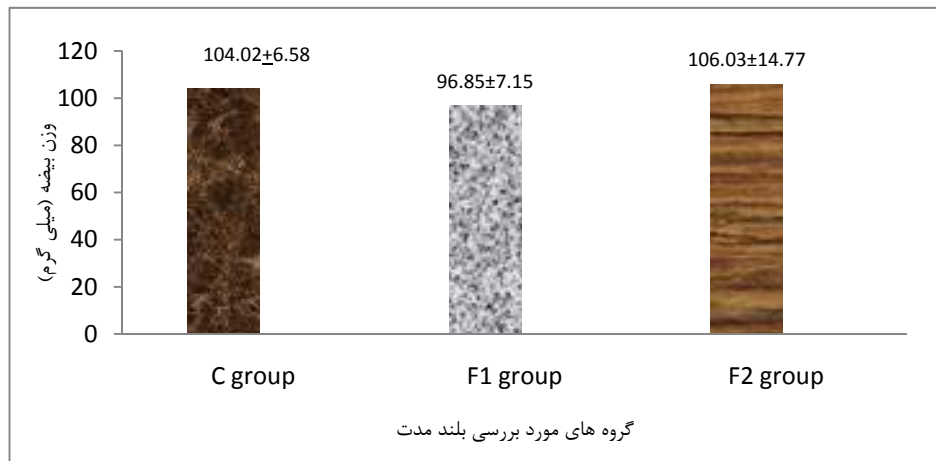 104.02±6.58
96.85±7.15
106.03±14.77
وزن بیضه (میلی گرم)
120
100
80
60
40
20
0
C group
F1 group
F2 group
گروه های مورد بررسی بلند مدت